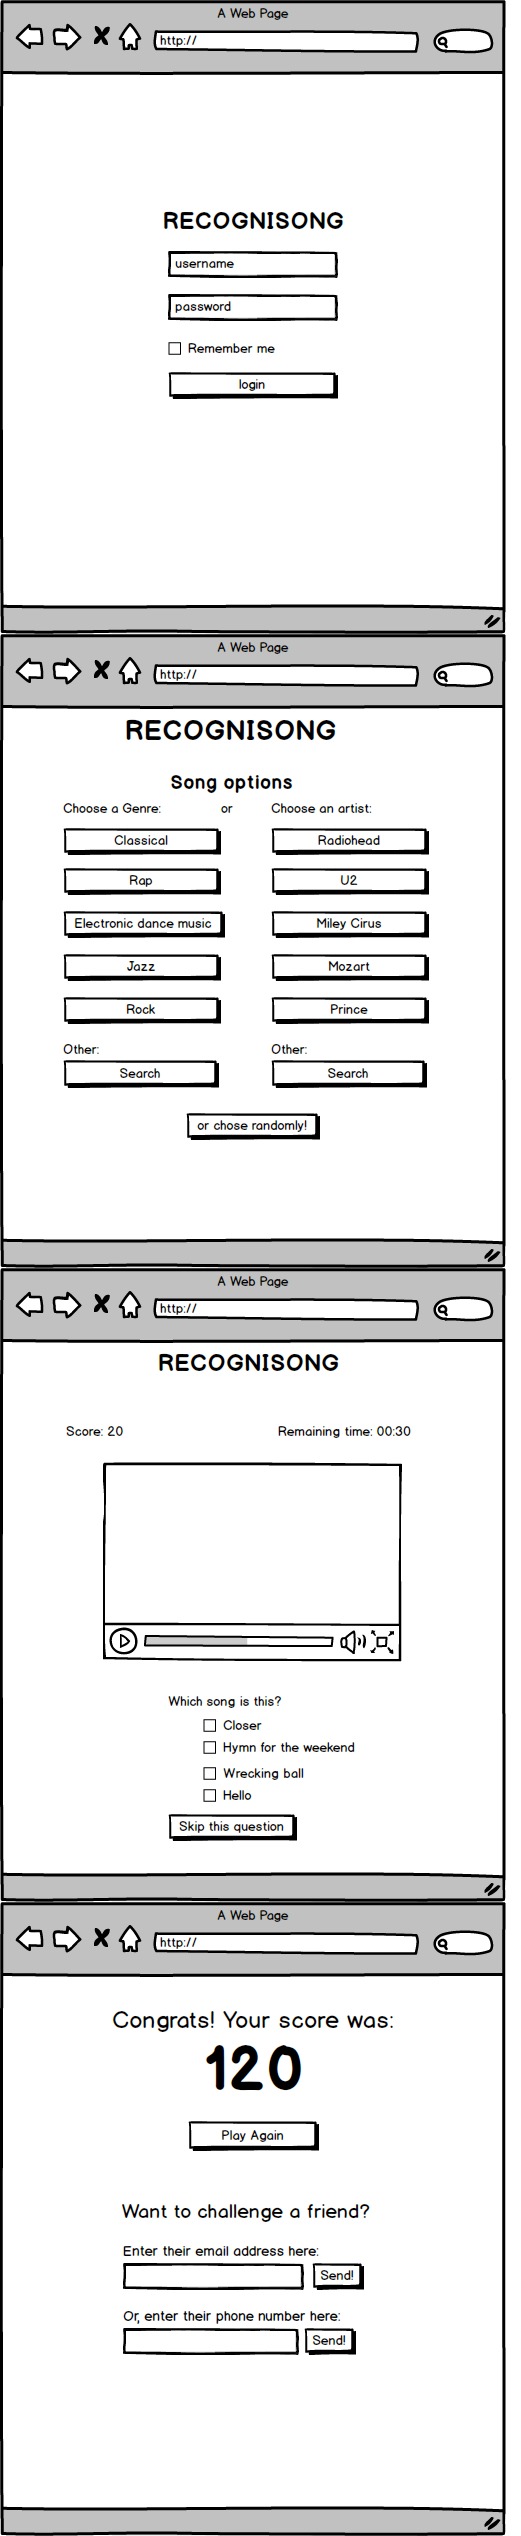 A Web Page
http://
RECOGNISONG
username
password
Remember me
login
A Web Page
http://
RECOGNISONG
Song options
Choose a Genre: or Choose an artist:
Classical Radiohead
Rap U2
Electronic dance music Miley Cirus
Jazz Mozart
Rock Prince
Other: Other:
Search Search
or chose randomly!
A Web Page
http://
RECOGNISONG
Score: 20 Remaining time: 00:30
Which song is this?
Closer
Hymn for the weekend
Wrecking ball
Hello
Skip this question
A Web Page
http://
Congrats! Your score was:
120
Play Again
Want to challenge a friend?
Enter their email address here:
Send!
Or, enter their phone number here:
Send!